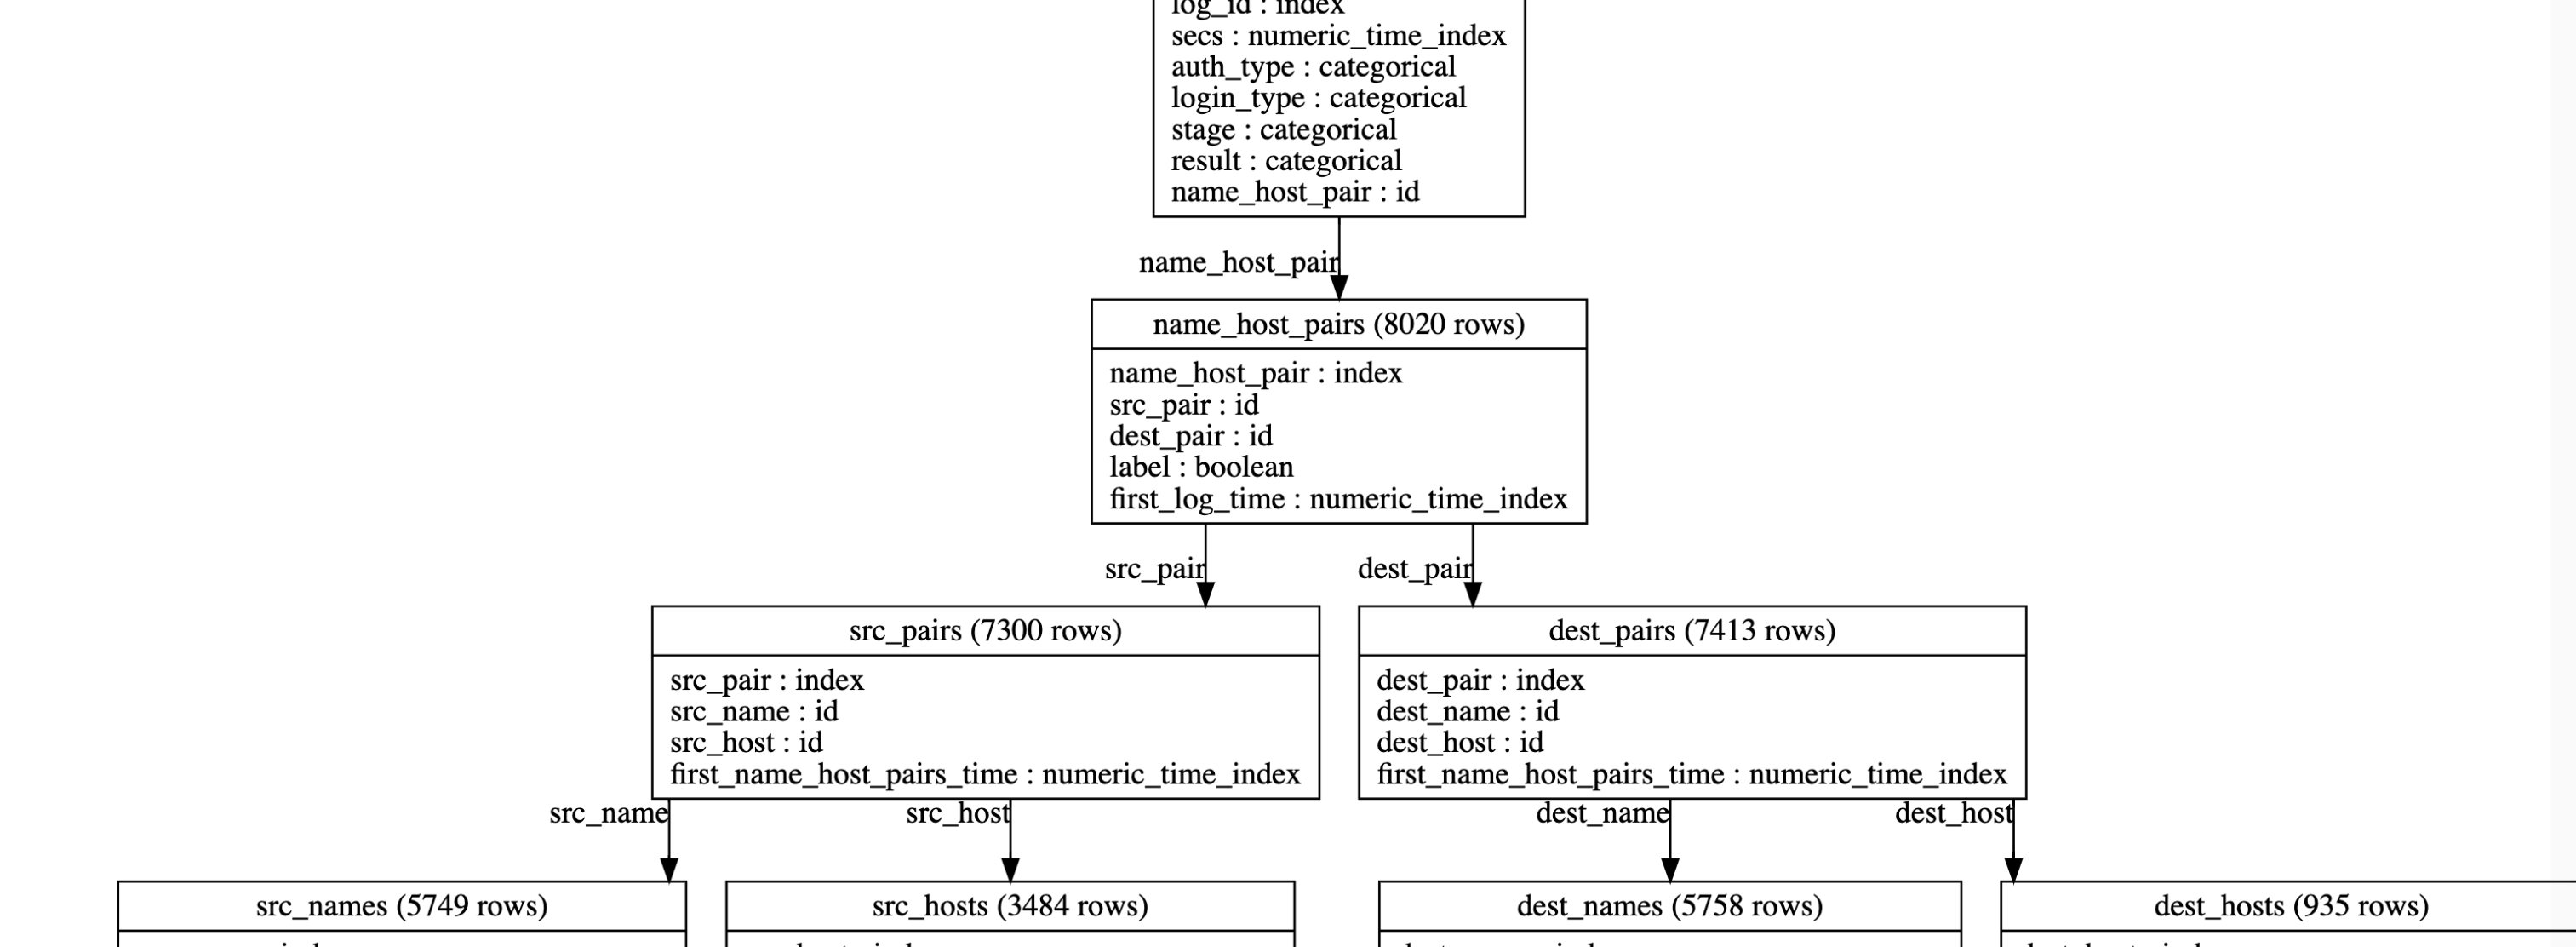 log_id : index
secs : numeric_time_index
auth_type : categorical
login_type : categorical
stage : categorical
result : categorical
name_host_pair : id
name_host_pair
name_host_pairs (8020 rows)
name_host_pair : index
src_pair : id
dest_pair : id
label : boolean
first_log_time : numeric_time_index
src_pair
dest_pair
src_pairs (7300 rows)
src_pair : index
src_name : id
src_host : id
first_name_host_pairs_time : numeric_time_index
dest_pairs (7413 rows)
dest_pair : index
dest_name : id
dest_host : id
first_name_host_pairs_time : numeric_time_index
src_name
src_host
dest_name
dest_host
src_names (5749 rows)
src_hosts (3484 rows)
dest_names (5758 rows)
dest_hosts (935 rows)